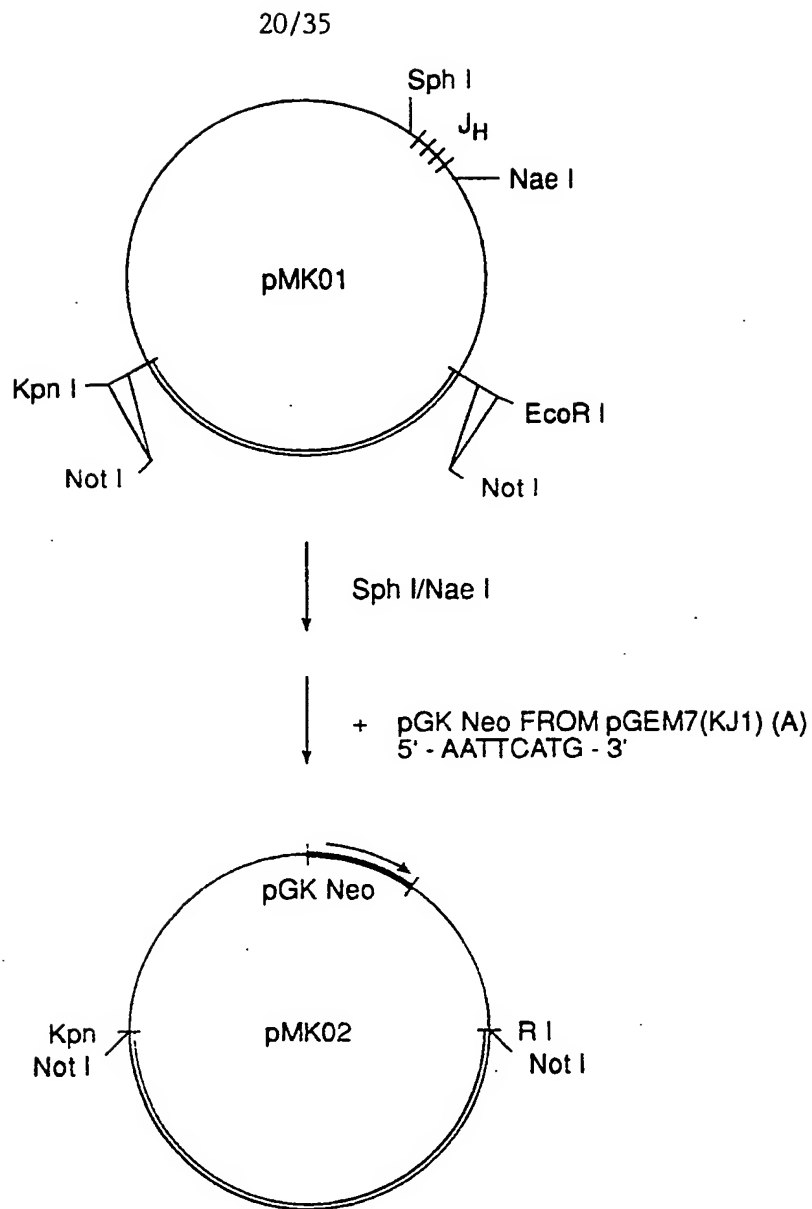 20/35
Sph I
JH
Nae I
pMK01
Kpn I
EcoR I
Not I
Not I
Sph I/Nae I
+ pGK Neo FROM pGEM7(KJ1) (A)
5' - AATTCATG - 3'
pGK Neo
Kpn
pMK02
R I
Not I
Not I